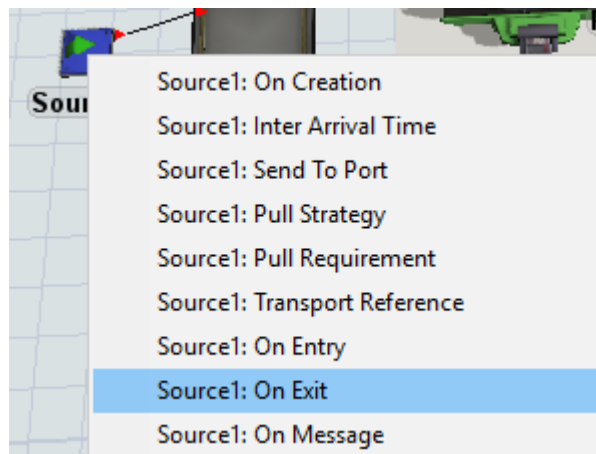 Source1: On Creation
Sour
Source1: Inter Arrival Time
Source1: Send To Port
Source1: Pull Strategy
Source1: Pull Requirement
Source1: Transport Reference
Source1: On Entry
Source1: On Exit
Source1: On Message